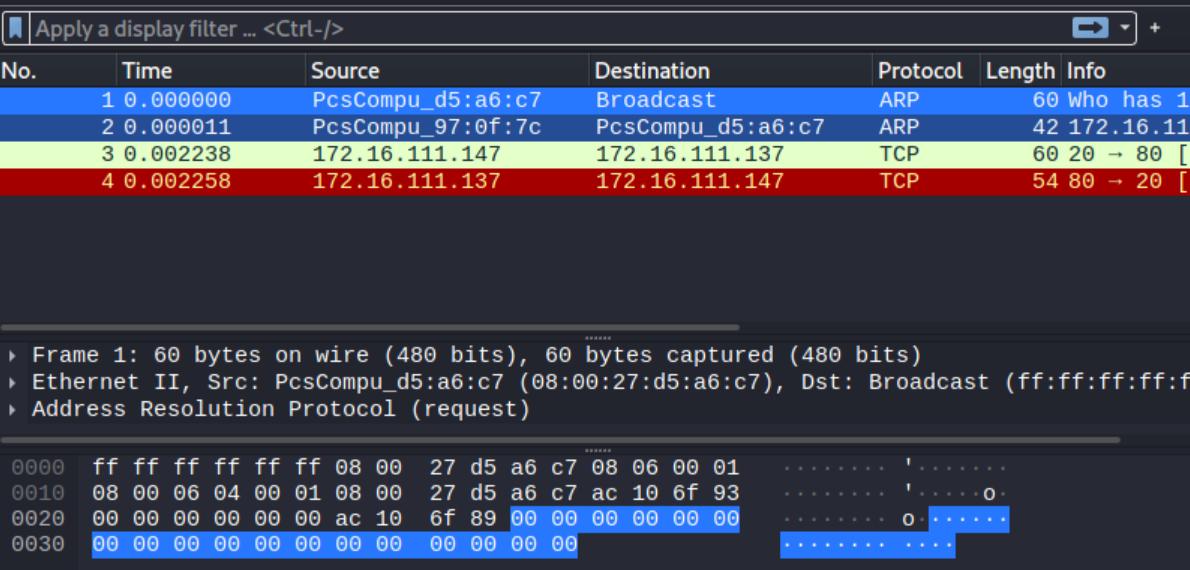 Apply a display filter … <Ctrl-/> +
No. Time Source Destination Protocol Length Info
1 0.000000 PcsCompu_d5:a6:c7 Broadcast ARP 60 Who has 1
2 0.000011 PcsCompu_97:0f:7c PcsCompu_d5:a6:c7 ARP 42 172.16.11
3 0.002238 172.16.111.147 172.16.111.137 TCP 60 20 → 80 [
4 0.002258 172.16.111.137 172.16.111.147 TCP 54 80 → 20 [
Frame 1: 60 bytes on wire (480 bits), 60 bytes captured (480 bits)
Ethernet II, Src: PcsCompu_d5:a6:c7 (08:00:27:d5:a6:c7), Dst: Broadcast (ff:ff:ff:ff:f
Address Resolution Protocol (request)
0000 ff ff ff ff ff ff 08 00 27 d5 a6 c7 08 06 00 01 ········ '·······
0010 08 00 06 04 00 01 08 00 27 d5 a6 c7 ac 10 6f 93 ········ '·····o·
0020 00 00 00 00 00 00 ac 10 6f 89 00 00 00 00 00 00 ········ o·······
0030 00 00 00 00 00 00 00 00 00 00 00 00 ········ ····